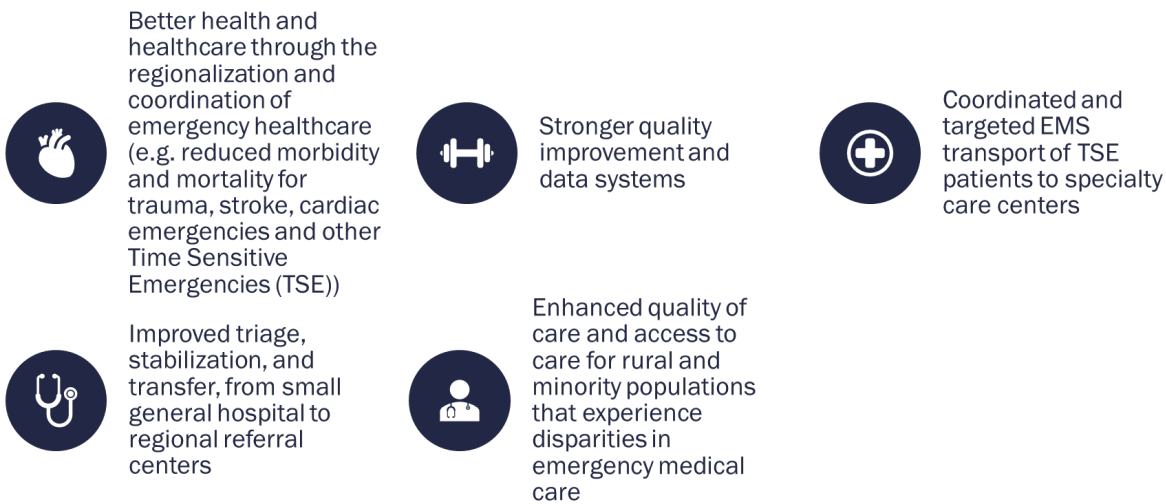 Better health and
healthcare through the
regionalization and
coordination of
emergency healthcare
(e.g. reduced morbidity
and mortality for
trauma, stroke, cardiac
emergencies and other
Time Sensitive
Emergencies (TSE))
Stronger quality
improvement and
data systems
Coordinated and
targeted EMS
transport of TSE
patients to specialty
care centers
Improved triage,
stabilization, and
transfer, from small
general hospital to
regional referral
centers
Enhanced quality of
care and access to
care for rural and
minority populations
that experience
disparities in
emergency medical
care